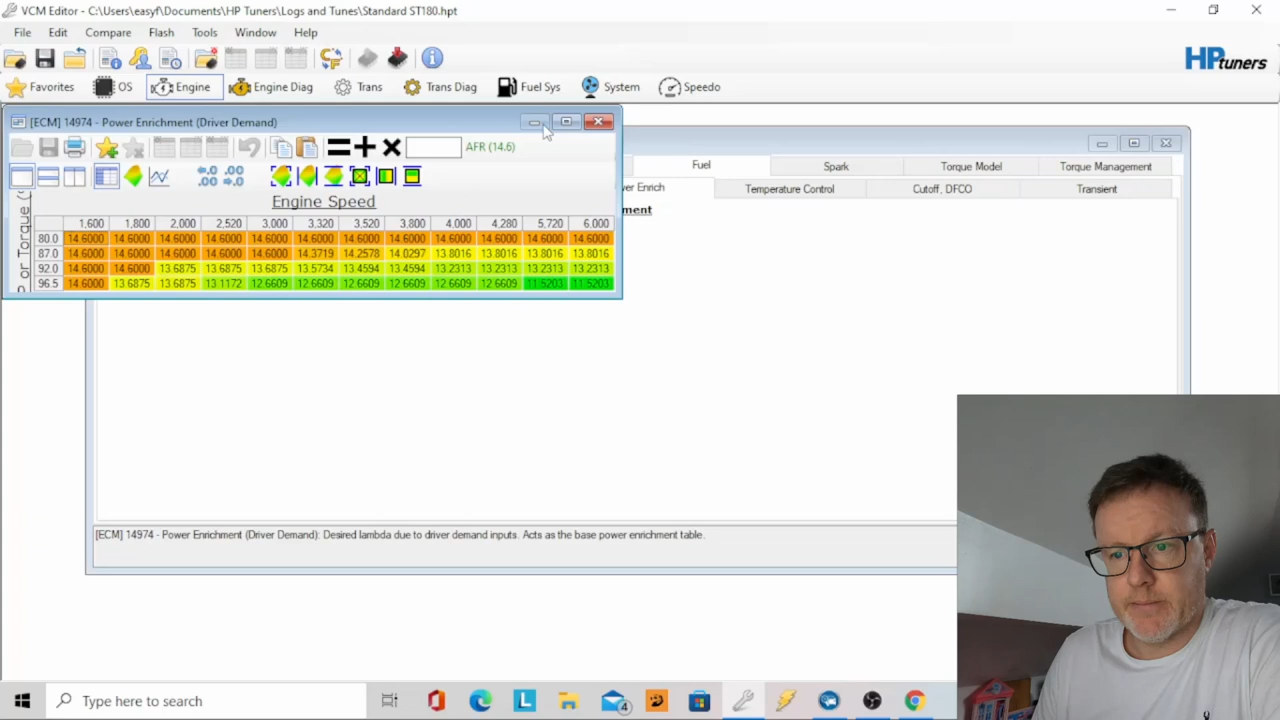 VCM Editor - C:\Users\easyf\Documents\HP Tuners\Logs and Tunes\Standard ST180.hpt
File Edit Compare Flash Tools Window Help
HPtuners
Favorites OS Engine Engine Diag Trans Trans Diag Fuel Sys System Speedo
[ECM] 14974 - Power Enrichment (Driver Demand)
AFR (14.6)
Fuel Spark Torque Model Torque Management
er Enrich Temperature Control Cutoff, DFCO Transient
ment
Engine Speed
or Torque (
1,600 1,800 2,000 2,520 3,000 3,320 3,520 3,800 4,000 4,280 5,720 6,000
80.0 14.6000 14.6000 14.6000 14.6000 14.6000 14.6000 14.6000 14.6000 14.6000 14.6000 14.6000 14.6000
87.0 14.6000 14.6000 14.6000 14.6000 14.6000 14.3719 14.2578 14.0297 13.8016 13.8016 13.8016 13.8016
92.0 14.6000 14.6000 13.6875 13.6875 13.6875 13.5734 13.4594 13.4594 13.2313 13.2313 13.2313 13.2313
96.5 14.6000 13.6875 13.6875 13.1172 12.6609 12.6609 12.6609 12.6609 12.6609 12.6609 11.5203 11.5203
[ECM] 14974 - Power Enrichment (Driver Demand): Desired lambda due to driver demand inputs. Acts as the base power enrichment table.
Type here to search
4